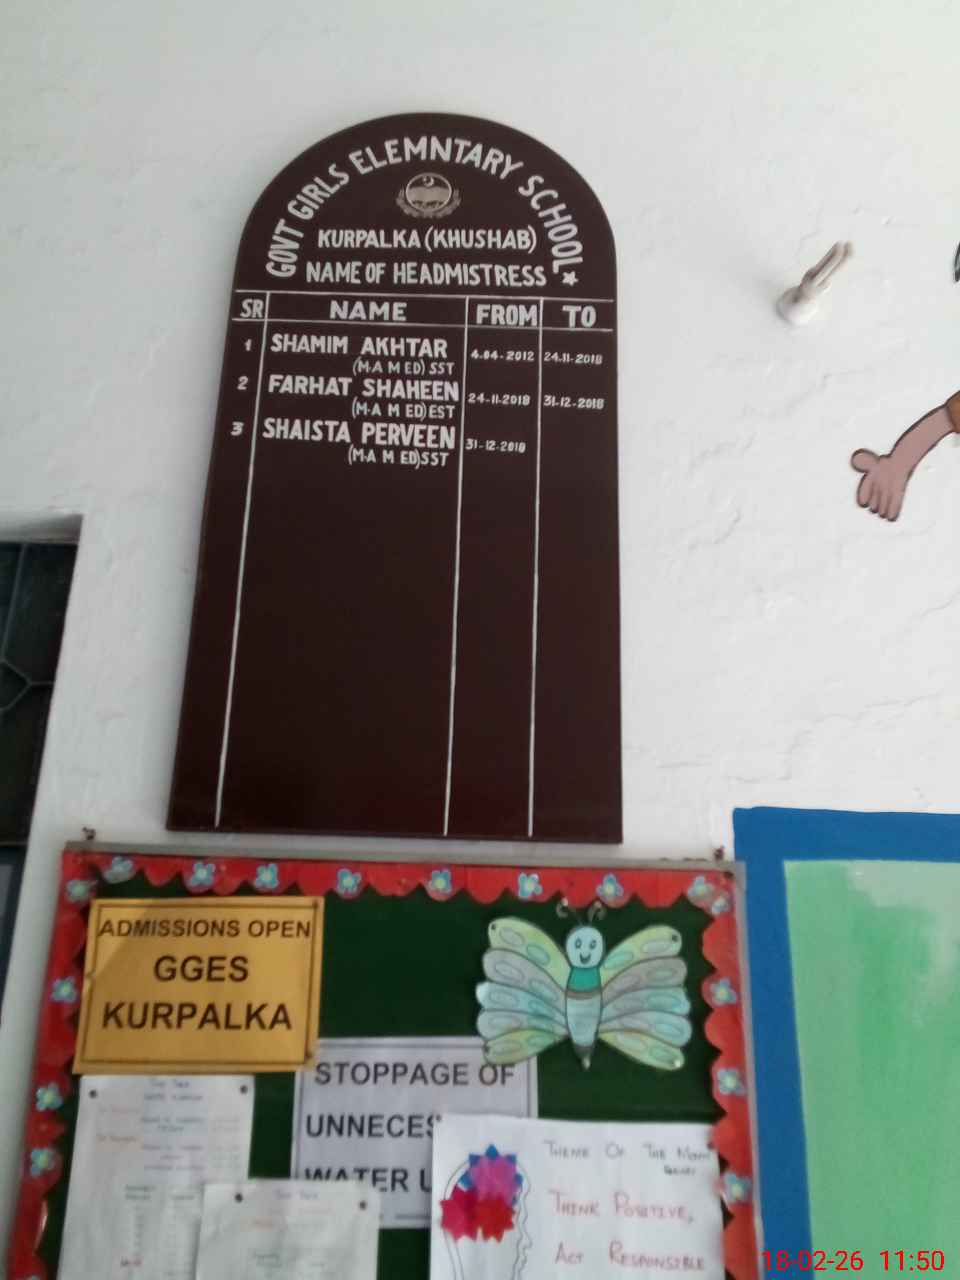 GOVT GIRLS ELEMNTARY SCHOOL
KURPALKA (KHUSHAB)
NAME OF HEADMISTRESS
SR NAME FROM TO
1 SHAMIM AKHTAR 4.04-2012 24.11-2018
(M.A M ED) SST
2 FARHAT SHAHEEN 24-11-2018 31-12-2018
(M.A M ED) EST
3 SHAISTA PERVEEN 31-12-2018
(M.A M ED) SST
ADMISSIONS OPEN
GGES
KURPALKA
STOPPAGE OF
UNNECES
WATER U
THEME OF THE
THINK POSITIVE,
ACT RESPONSIBLE
18-02-26 11:50